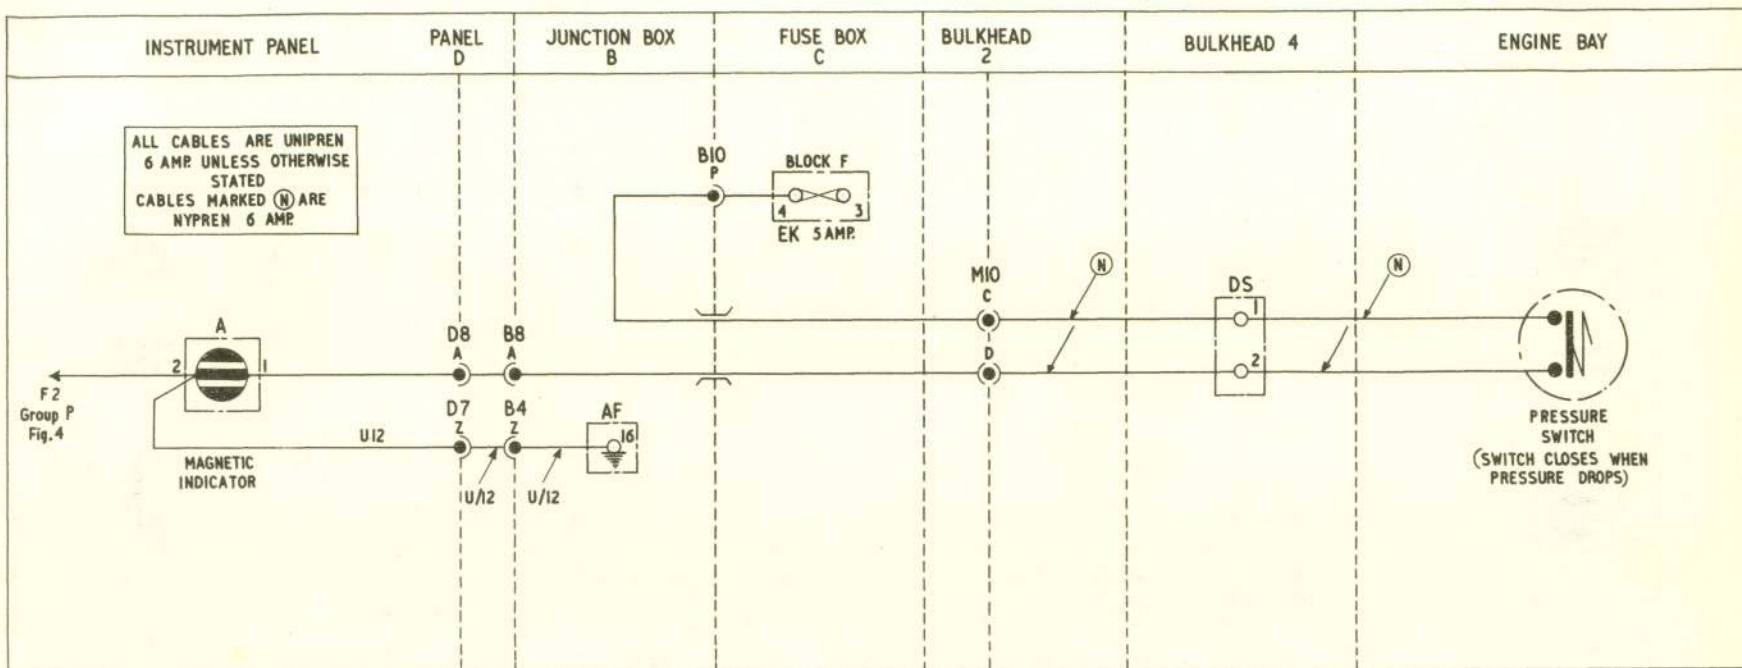 INSTRUMENT PANEL
PANEL
D
JUNCTION BOX
B
FUSE BOX
C
BULKHEAD
2
BULKHEAD 4
ENGINE BAY
ALL CABLES ARE UNIPREN
6 AMP. UNLESS OTHERWISE
STATED
CABLES MARKED Ⓝ ARE
NYPREN 6 AMP.
B10
P
BLOCK F
4
3
EK 5 AMP.
M10
C
N
DS
1
N
A
2
1
D8
A
B8
A
D
2
F2
Group P
Fig.4
D7
Z
B4
Z
AF
16
U12
MAGNETIC
INDICATOR
U/12
U/12
PRESSURE
SWITCH
(SWITCH CLOSES WHEN
PRESSURE DROPS)